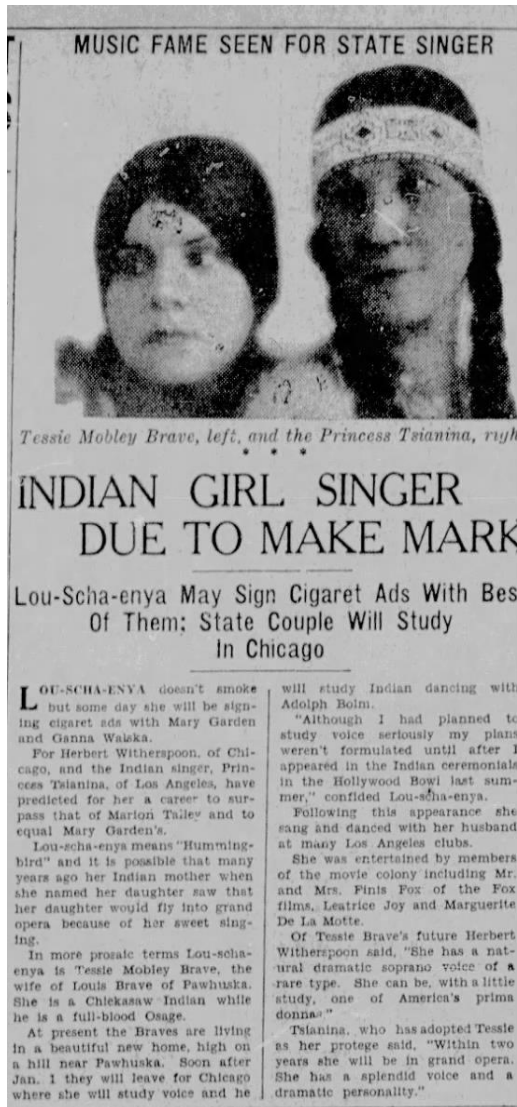 MUSIC FAME SEEN FOR STATE SINGER
Tessie Mobley Brave, left, and the Princess Tsianina, righ
* * *
INDIAN GIRL SINGER
DUE TO MAKE MARK
Lou-Scha-enya May Sign Cigaret Ads With Bes
Of Them; State Couple Will Study
In Chicago
LOU-SCHA-ENYA doesn't smoke
but some day she will be sign-
ing cigaret ads with Mary Garden
and Ganna Walska.
For Herbert Witherspoon, of Chi-
cago, and the Indian singer, Prin-
cess Tsianina, of Los Angeles, have
predicted for her a career to sur-
pass that of Marion Talley and to
equal Mary Garden's.
Lou-scha-enya means "Humming-
bird" and it is possible that many
years ago her Indian mother when
she named her daughter saw that
her daughter would fly into grand
opera because of her sweet sing-
ing.
In more prosaic terms Lou-scha-
enya is Tessie Mobley Brave, the
wife of Louis Brave of Pawhuska.
She is a Chickasaw Indian while
he is a full-blood Osage.
At present the Braves are living
in a beautiful new home, high on
a hill near Pawhuska. Soon after
Jan. 1 they will leave for Chicago
where she will study voice and he
will study Indian dancing with
Adolph Bolm.
"Although I had planned to
study voice seriously my plans
weren't formulated until after I
appeared in the Indian ceremonials
in the Hollywood Bowl last sum-
mer," confided Lou-scha-enya.
Following this appearance she
sang and danced with her husband
at many Los Angeles clubs.
She was entertained by members
of the movie colony including Mr.
and Mrs. Finis Fox of the Fox
films, Leatrice Joy and Marguerite
De La Motte.
Of Tessie Brave's future Herbert
Witherspoon said, "She has a nat-
ural dramatic soprano voice of a
rare type. She can be, with a little
study, one of America's prima
donnas"
Tsianina, who has adopted Tessie
as her protege said, "Within two
years she will be in grand opera.
She has a splendid voice and a
dramatic personality."